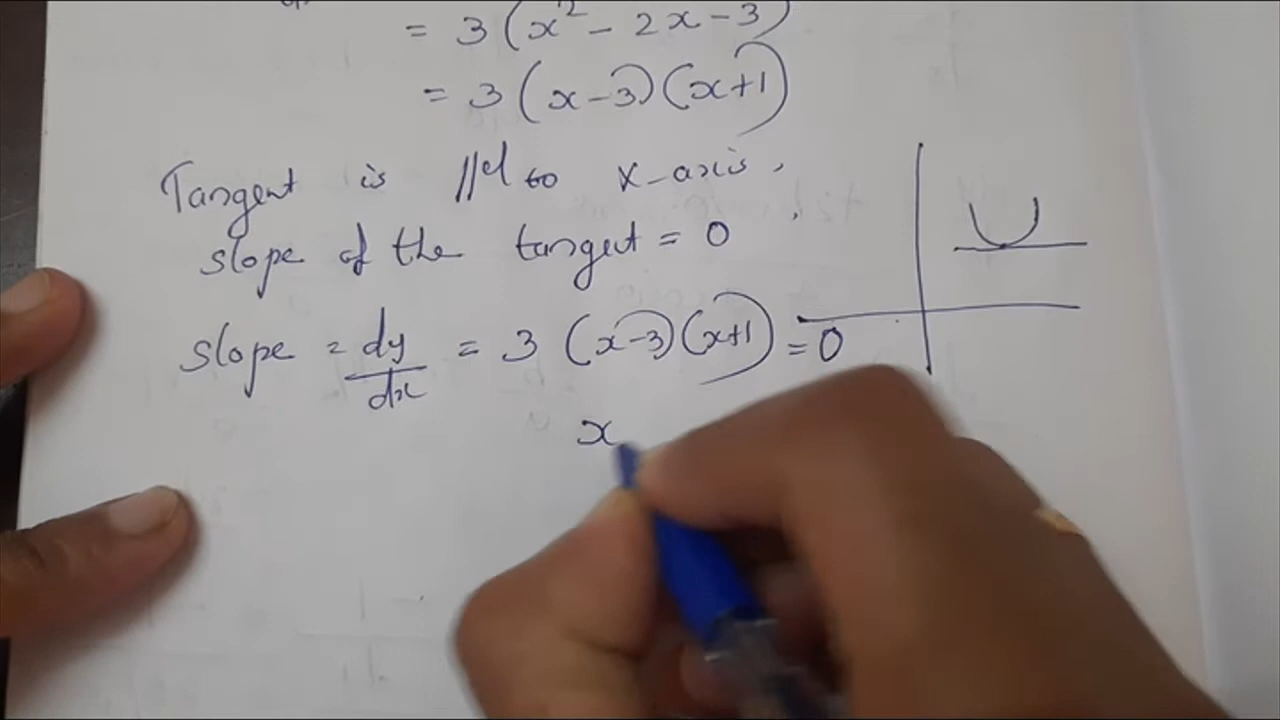 = 3(x² - 2x - 3)
= 3(x-3)(x+1)
Tangent is ||el to x-axis,
slope of the tangent = 0
slope = dy/dx = 3 (x-3)(x+1) = 0
x